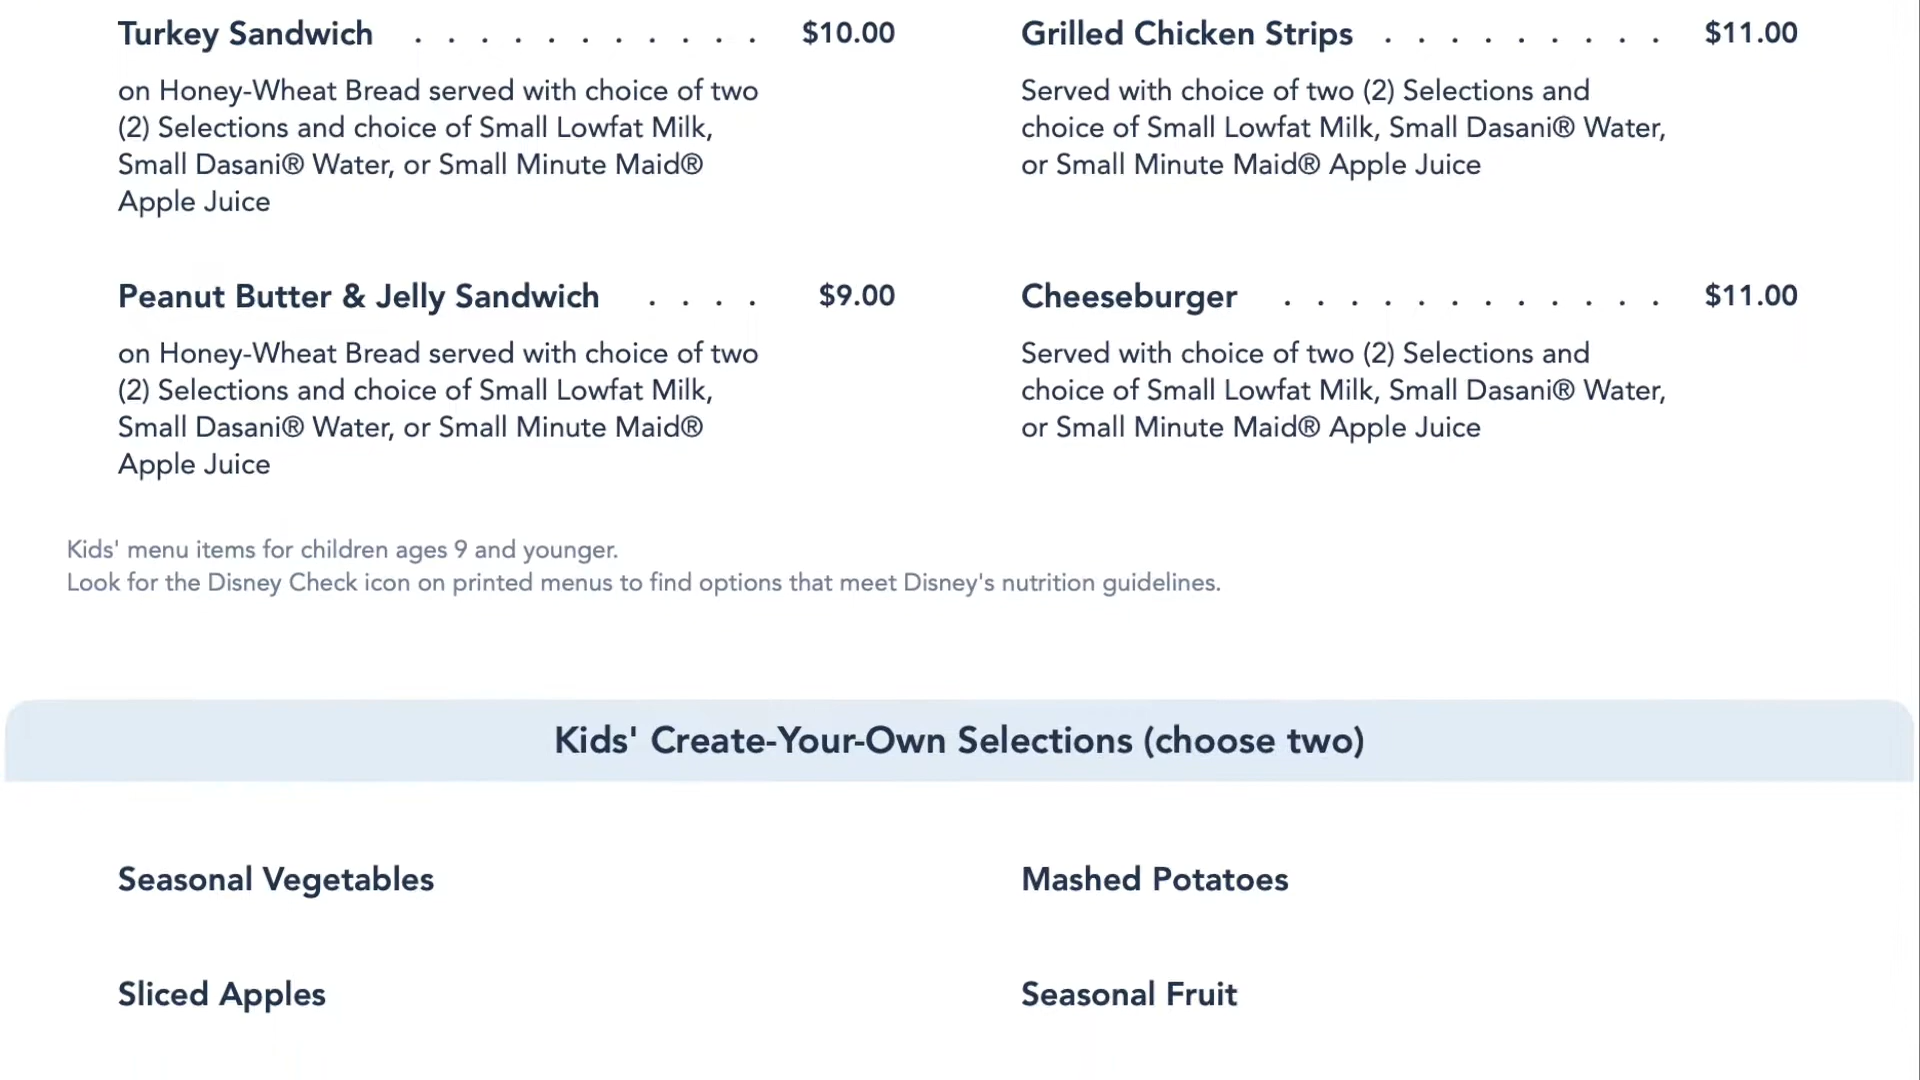 Turkey Sandwich . . . . . . . . . . . $10.00
on Honey-Wheat Bread served with choice of two
(2) Selections and choice of Small Lowfat Milk,
Small Dasani® Water, or Small Minute Maid®
Apple Juice
Grilled Chicken Strips . . . . . . . . . $11.00
Served with choice of two (2) Selections and
choice of Small Lowfat Milk, Small Dasani® Water,
or Small Minute Maid® Apple Juice
Peanut Butter & Jelly Sandwich . . . . $9.00
on Honey-Wheat Bread served with choice of two
(2) Selections and choice of Small Lowfat Milk,
Small Dasani® Water, or Small Minute Maid®
Apple Juice
Cheeseburger . . . . . . . . . . . . $11.00
Served with choice of two (2) Selections and
choice of Small Lowfat Milk, Small Dasani® Water,
or Small Minute Maid® Apple Juice
Kids' menu items for children ages 9 and younger.
Look for the Disney Check icon on printed menus to find options that meet Disney's nutrition guidelines.
Kids' Create-Your-Own Selections (choose two)
Seasonal Vegetables
Mashed Potatoes
Sliced Apples
Seasonal Fruit